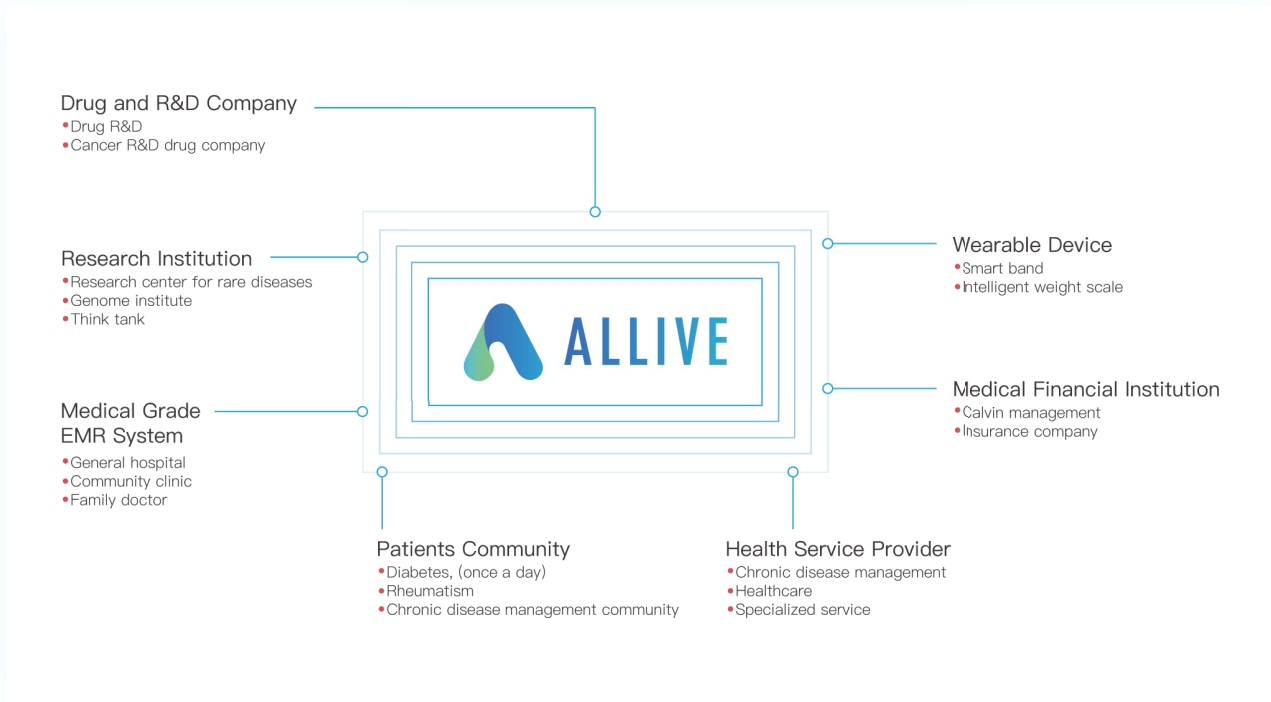 Drug and R&D Company
•Drug R&D
•Cancer R&D drug company
Research Institution
•Research center for rare diseases
•Genome institute
•Think tank
Medical Grade
EMR System
•General hospital
•Community clinic
•Family doctor
ALLIVE
Wearable Device
•Smart band
•Intelligent weight scale
Medical Financial Institution
•Calvin management
•Insurance company
Patients Community
•Diabetes, (once a day)
•Rheumatism
•Chronic disease management community
Health Service Provider
•Chronic disease management
•Healthcare
•Specialized service